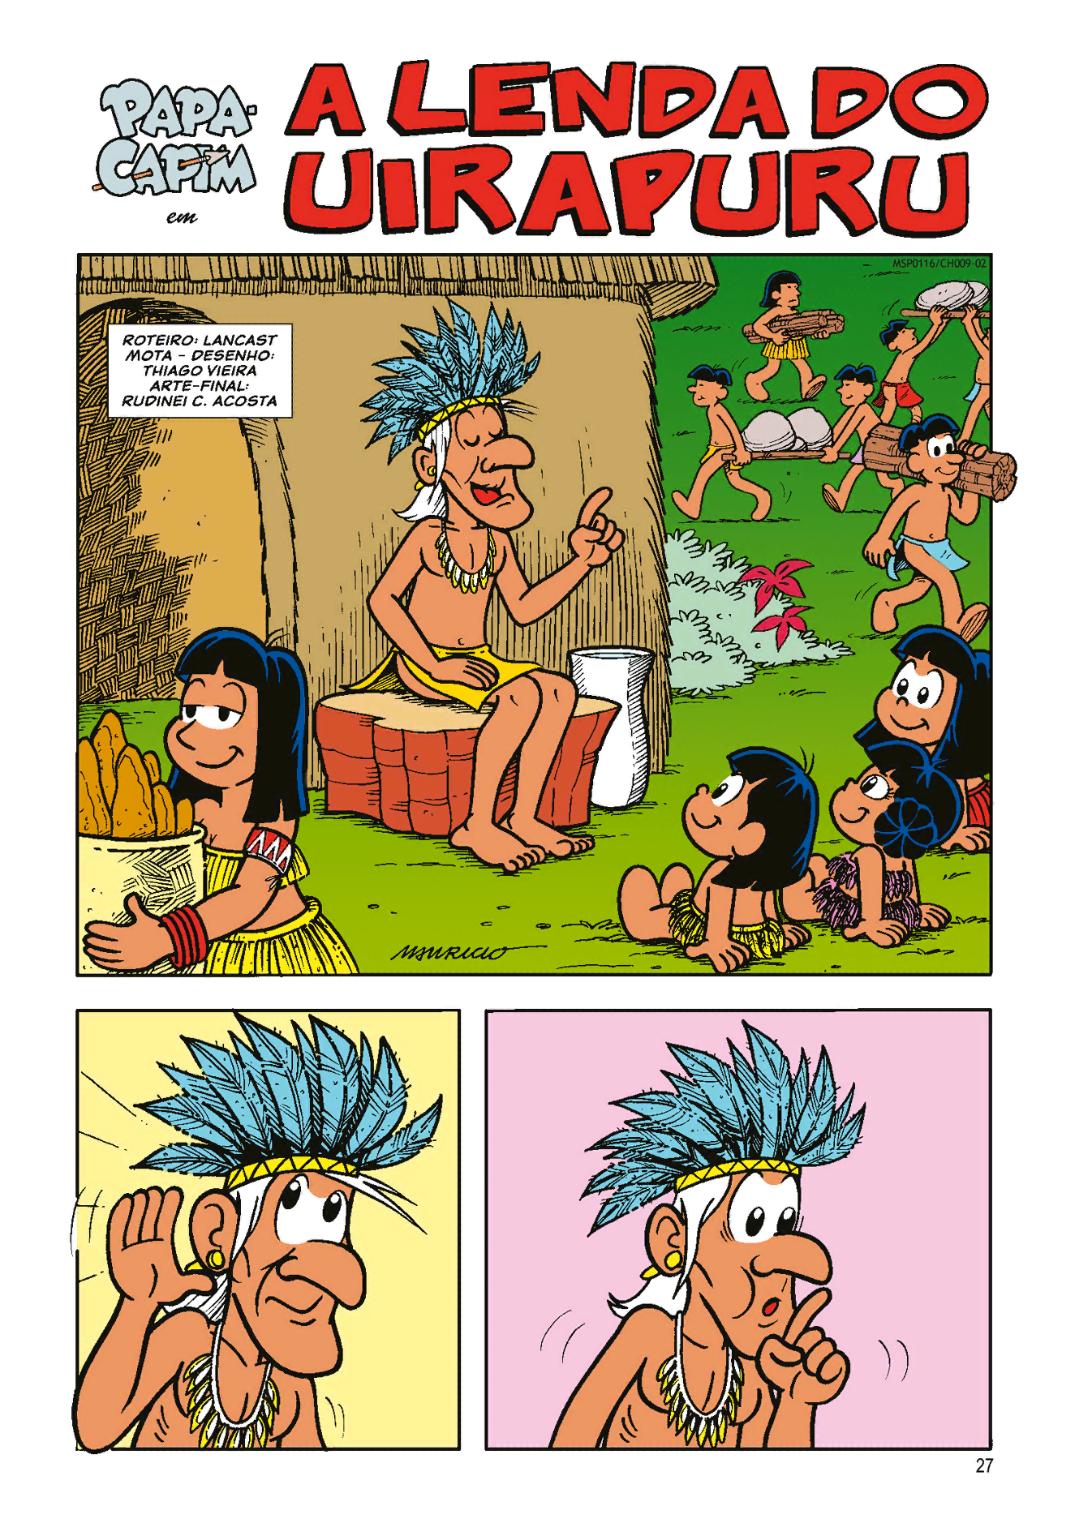 PAPA-
CAPIM
em
A LENDA DO
UIRAPURU
MSP0116/CH009-02
ROTEIRO: LANCAST
MOTA - DESENHO:
THIAGO VIEIRA
ARTE-FINAL:
RUDINEI C. ACOSTA
MAURICIO
27